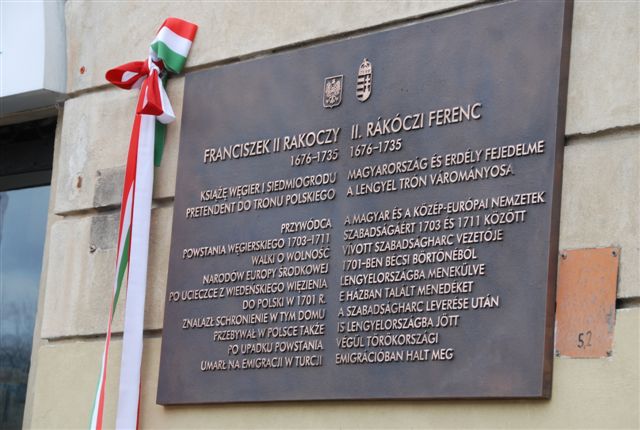 FRANCISZEK II RAKOCZY
1676–1735
KSIĄŻĘ WĘGIER I SIEDMIOGRODU
PRETENDENT DO TRONU POLSKIEGO
PRZYWÓDCA
POWSTANIA WĘGIERSKIEGO 1703–1711
WALKI O WOLNOŚĆ
NARODÓW EUROPY ŚRODKOWEJ
PO UCIECZCE Z WIEDEŃSKIEGO WIĘZIENIA
DO POLSKI W 1701 R.
ZNALAZŁ SCHRONIENIE W TYM DOMU
PRZEBYWAŁ W POLSCE TAKŻE
PO UPADKU POWSTANIA
UMARŁ NA EMIGRACJI W TURCJI
II. RÁKÓCZI FERENC
1676–1735
MAGYARORSZÁG ÉS ERDÉLY FEJEDELME
A LENGYEL TRÓN VÁROMÁNYOSA
A MAGYAR ÉS A KÖZÉP-EURÓPAI NEMZETEK
SZABADSÁGÁÉRT 1703 ÉS 1711 KÖZÖTT
VÍVOTT SZABADSÁGHARC VEZETŐJE
1701-BEN BÉCSI BÖRTÖNÉBŐL
LENGYELORSZÁGBA MENEKÜLVE
E HÁZBAN TALÁLT MENEDÉKET
A SZABADSÁGHARC LEVERÉSE UTÁN
IS LENGYELORSZÁGBA JÖTT
VÉGÜL TÖRÖKORSZÁGI
EMIGRÁCIÓBAN HALT MEG
5,2